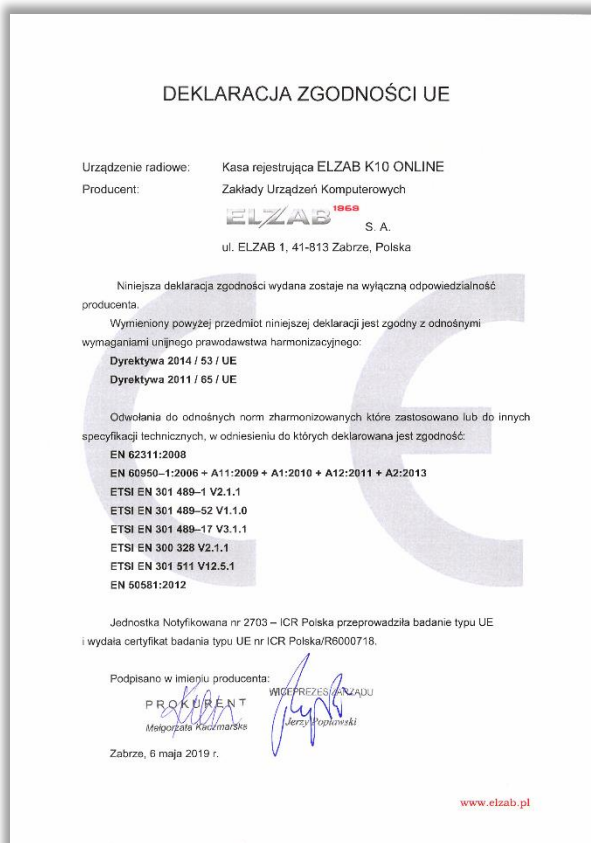 DEKLARACJA ZGODNOŚCI UE
Urządzenie radiowe: Kasa rejestrująca ELZAB K10 ONLINE
Producent: Zakłady Urządzeń Komputerowych
ELZAB 1969 S. A.
ul. ELZAB 1, 41-813 Zabrze, Polska
Niniejsza deklaracja zgodności wydana zostaje na wyłączną odpowiedzialność
producenta.
Wymieniony powyżej przedmiot niniejszej deklaracji jest zgodny z odnośnymi
wymaganiami unijnego prawodawstwa harmonizacyjnego:
Dyrektywa 2014 / 53 / UE
Dyrektywa 2011 / 65 / UE
Odwołania do odnośnych norm zharmonizowanych które zastosowano lub do innych
specyfikacji technicznych, w odniesieniu do których deklarowana jest zgodność:
EN 62311:2008
EN 60950–1:2006 + A11:2009 + A1:2010 + A12:2011 + A2:2013
ETSI EN 301 489–1 V2.1.1
ETSI EN 301 489–52 V1.1.0
ETSI EN 301 489–17 V3.1.1
ETSI EN 300 328 V2.1.1
ETSI EN 301 511 V12.5.1
EN 50581:2012
Jednostka Notyfikowana nr 2703 – ICR Polska przeprowadziła badanie typu UE
i wydała certyfikat badania typu UE nr ICR Polska/R6000718.
Podpisano w imieniu producenta:
WICEPREZES ZARZĄDU
PROKURENT
Jerzy Popławski
Małgorzata Kaczmarska
Zabrze, 6 maja 2019 r.
www.elzab.pl
CE